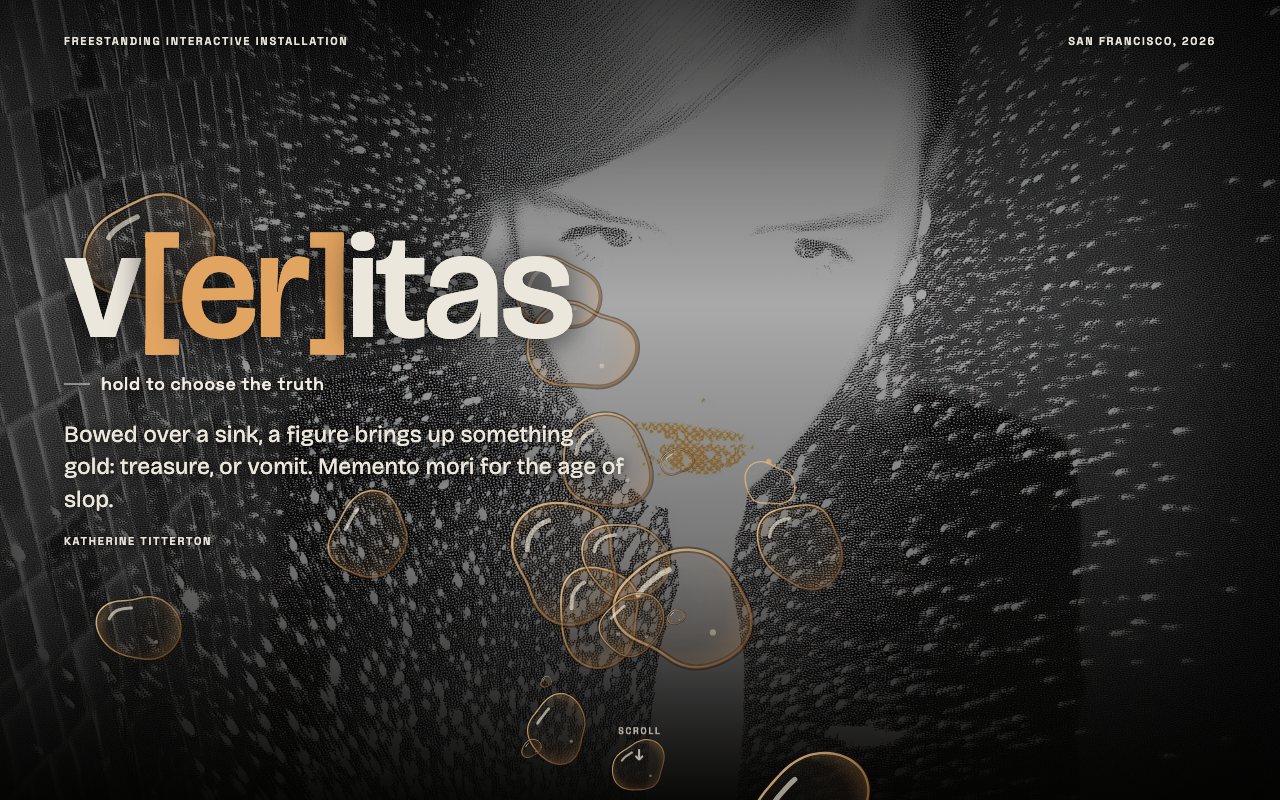 FREESTANDING INTERACTIVE INSTALLATION
SAN FRANCISCO, 2026
v[er]itas
— hold to choose the truth
Bowed over a sink, a figure brings up something
gold: treasure, or vomit. Memento mori for the age of
slop.
KATHERINE TITTERTON
SCROLL